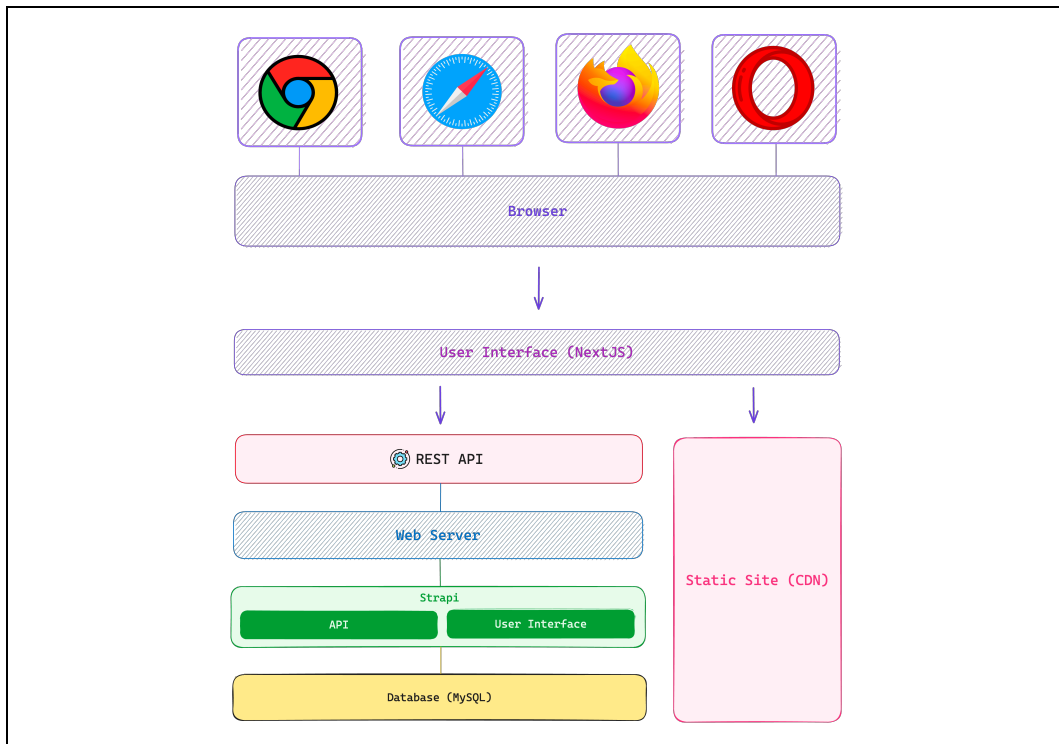 Browser
User Interface (NextJS)
REST API
Web Server
Static Site (CDN)
Strapi
API
User Interface
Database (MySQL)